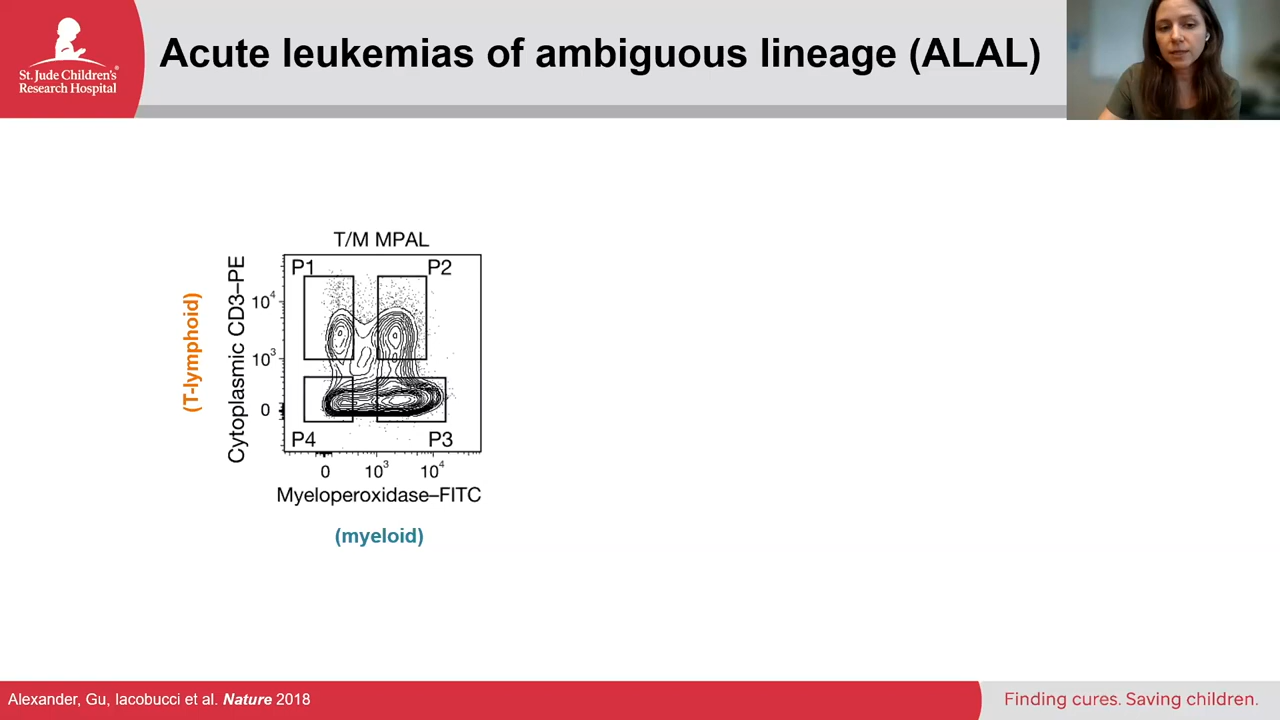 St. Jude Children's
Research Hospital
®
Acute leukemias of ambiguous lineage (ALAL)
T/M MPAL
P1
P2
10⁴
10³
0
P4
P3
0
10³
10⁴
Cytoplasmic CD3–PE
(T-lymphoid)
Myeloperoxidase–FITC
(myeloid)
Alexander, Gu, Iacobucci et al. Nature 2018
Finding cures. Saving children.